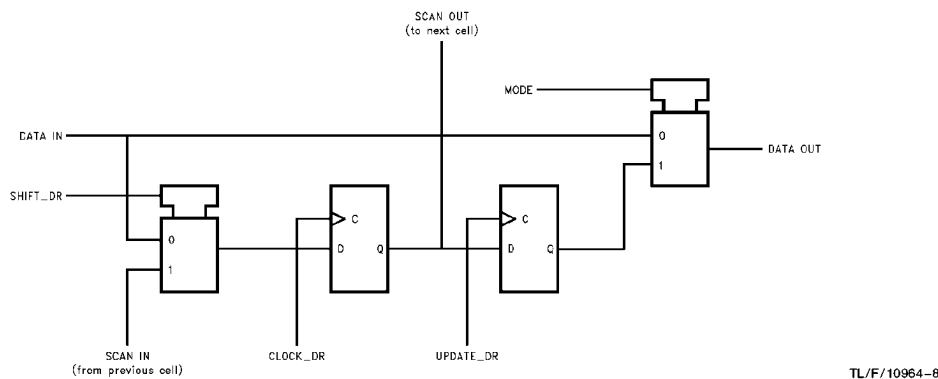 SCAN OUT
(to next cell)
MODE
DATA IN
0
DATA OUT
1
SHIFT_DR
C
C
0
D
Q
D
Q
1
SCAN IN
(from previous cell)
CLOCK_DR
UPDATE_DR
TL/F/10964-8